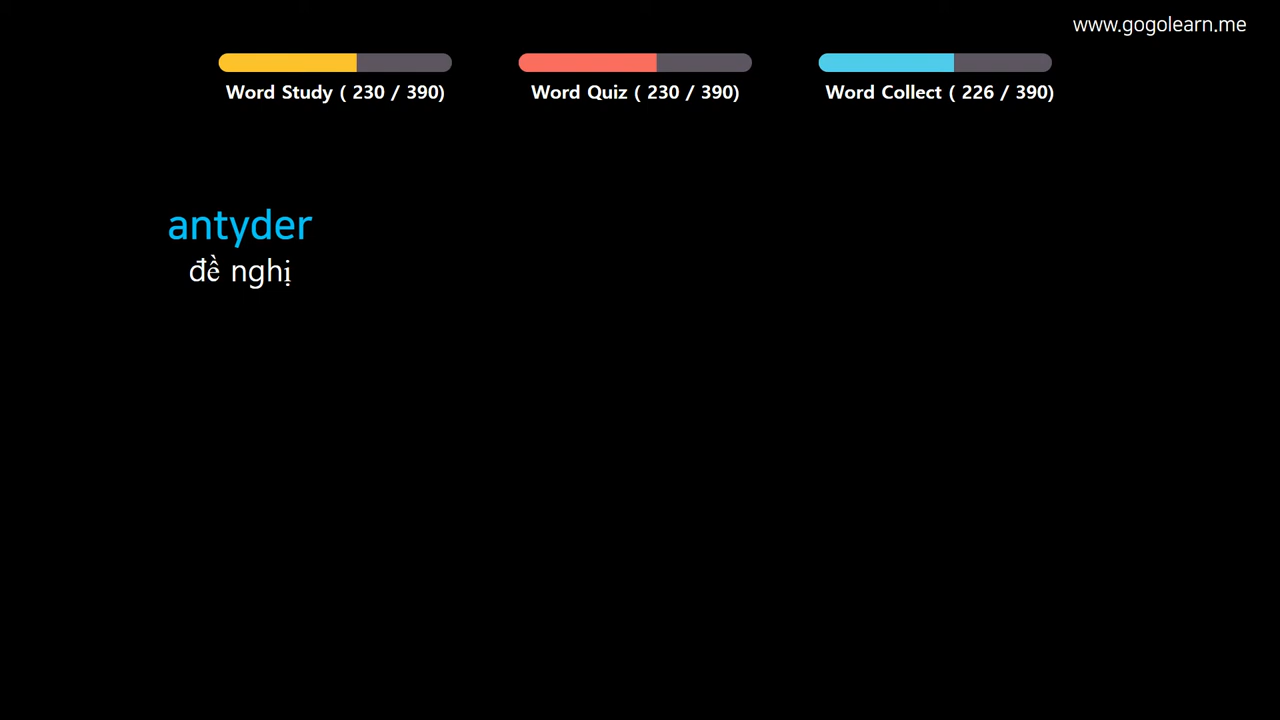 www.gogolearn.me
Word Study ( 230 / 390)
Word Quiz ( 230 / 390)
Word Collect ( 226 / 390)
antyder
đề nghị